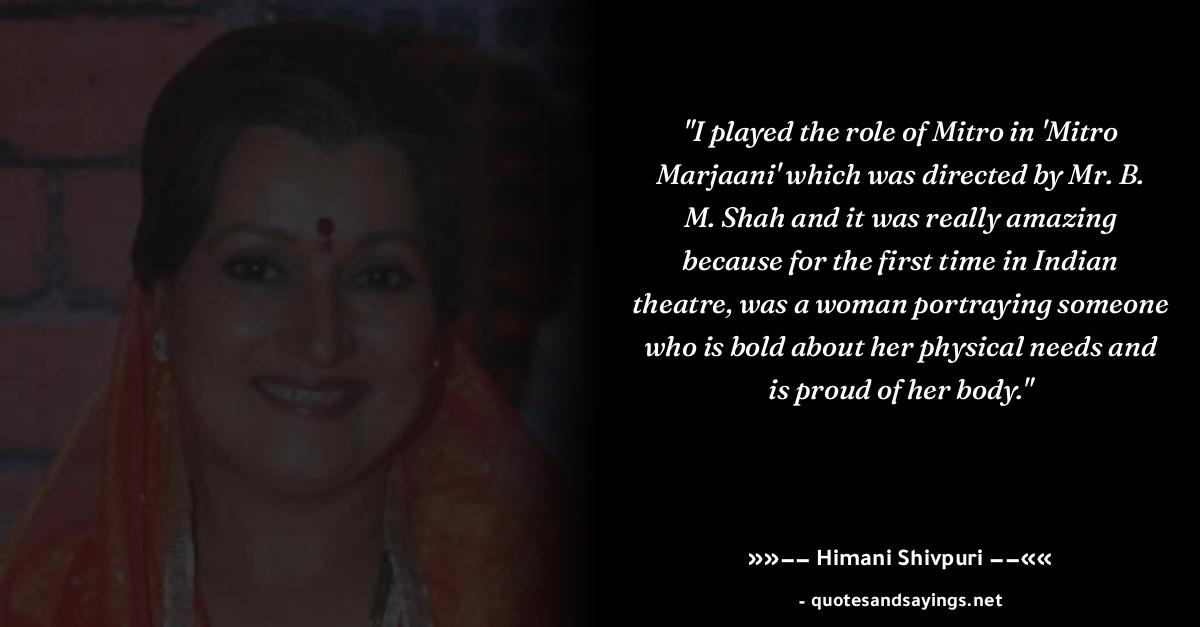 "I played the role of Mitro in 'Mitro
Marjaani' which was directed by Mr. B.
M. Shah and it was really amazing
because for the first time in Indian
theatre, was a woman portraying someone
who is bold about her physical needs and
is proud of her body."
»»−− Himani Shivpuri −−««
- quotesandsayings.net